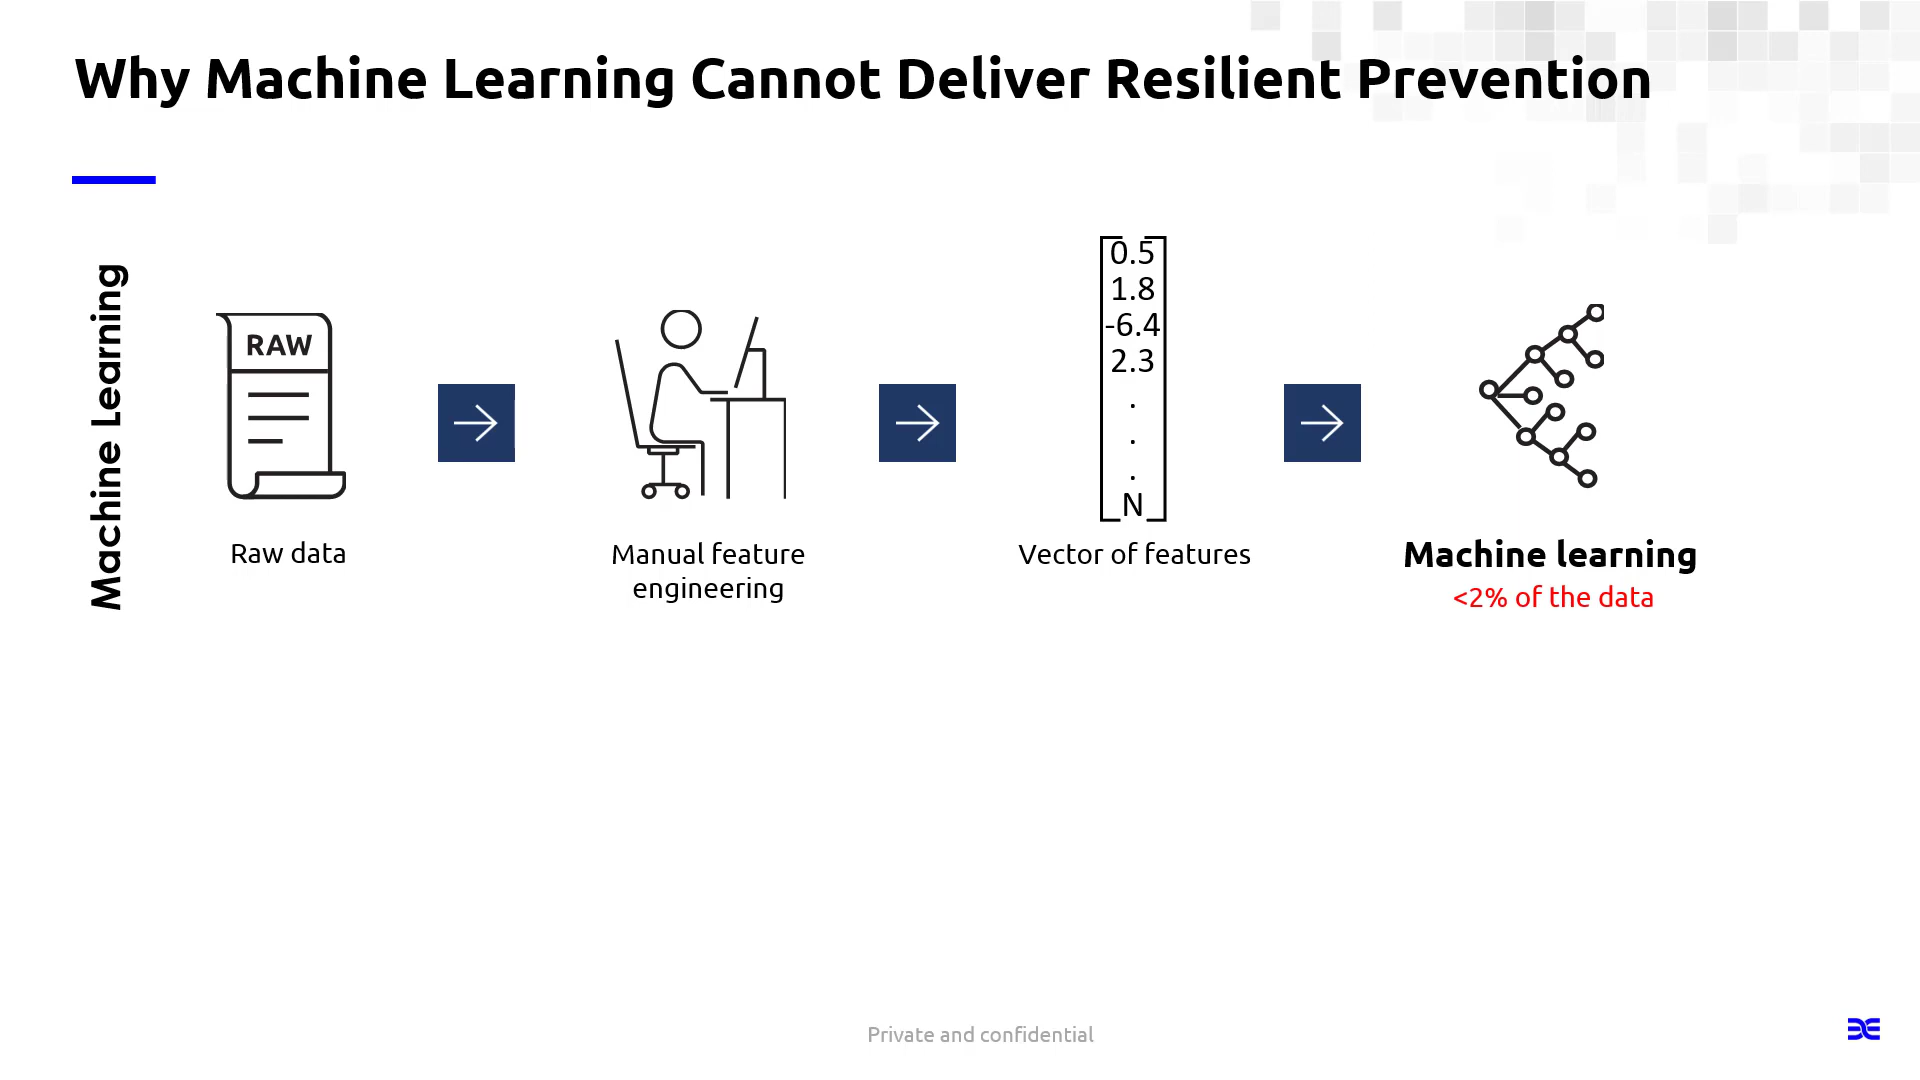 Why Machine Learning Cannot Deliver Resilient Prevention
Machine Learning
RAW
Raw data
Manual feature
engineering
0.5
1.8
-6.4
2.3
.
.
.
N
Vector of features
Machine learning
<2% of the data
Private and confidential